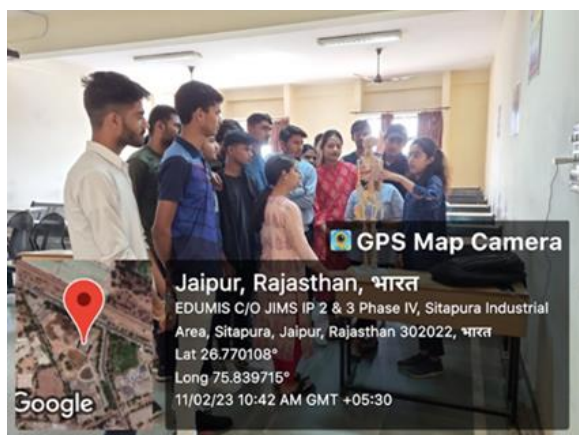 GPS Map Camera
Jaipur, Rajasthan, भारत
EDUMIS C/O JIMS IP 2 & 3 Phase IV, Sitapura Industrial
Area, Sitapura, Jaipur, Rajasthan 302022, भारत
Lat 26.770108°
Long 75.839715°
11/02/23 10:42 AM GMT +05:30
Google